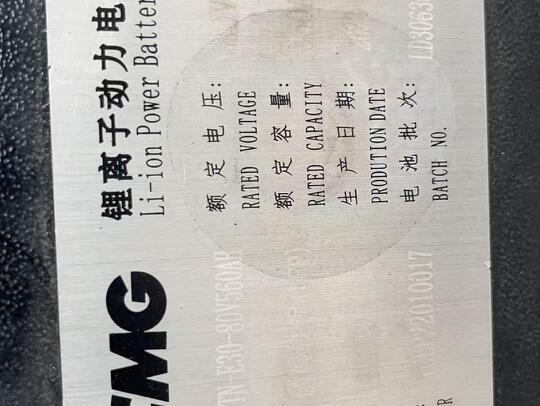 MG
锂离子动力电
Li-ion Power Batter
TN-E30-80V560AH
额定电压:
RATED VOLTAGE
额定容量:
RATED CAPACITY
生产日期:
PRODUTION DATE
22010017
电池批次:
LD3063
BATCH NO.